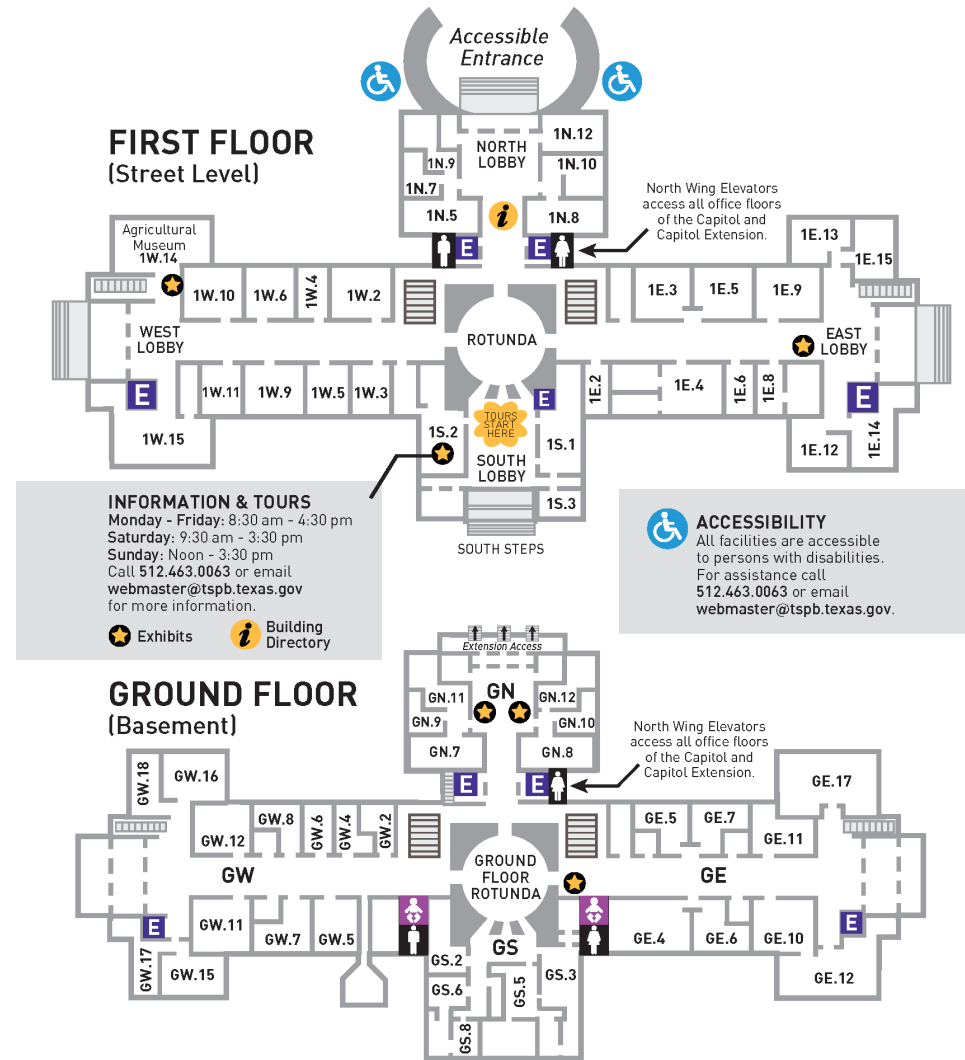 Accessible
Entrance
FIRST FLOOR
(Street Level)
NORTH
LOBBY
1N.12
1N.9
1N.10
1N.7
1N.5
i
1N.8
North Wing Elevators
access all office floors
of the Capitol and
Capitol Extension.
E
E
Agricultural
Museum
1W.14
1E.13
1E.15
1W.10
1W.6
1W.4
1W.2
1E.3
1E.5
1E.9
WEST
LOBBY
ROTUNDA
EAST
LOBBY
E
1W.11
1W.9
1W.5
1W.3
E
1E.2
1E.4
1E.6
1E.8
E
1W.15
1S.2
TOURS
START
HERE
1S.1
1E.12
1E.14
SOUTH
LOBBY
1S.3
SOUTH STEPS
INFORMATION & TOURS
Monday - Friday: 8:30 am - 4:30 pm
Saturday: 9:30 am - 3:30 pm
Sunday: Noon - 3:30 pm
Call 512.463.0063 or email
webmaster@tspb.texas.gov
for more information.
Exhibits
i
Building
Directory
ACCESSIBILITY
All facilities are accessible
to persons with disabilities.
For assistance call
512.463.0063 or email
webmaster@tspb.texas.gov.
Extension Access
GROUND FLOOR
(Basement)
GN
GN.11
GN.12
GN.9
GN.10
GN.7
GN.8
North Wing Elevators
access all office floors
of the Capitol and
Capitol Extension.
E
E
GW.18
GW.16
GE.17
GW.12
GW.8
GW.6
GW.4
GW.2
GE.5
GE.7
GE.11
GW
GROUND
FLOOR
ROTUNDA
GE
E
GW.11
GW.7
GW.5
GE.4
GE.6
GE.10
E
GW.17
GW.15
GS
GS.2
GS.6
GS.5
GS.3
GS.8
GE.12